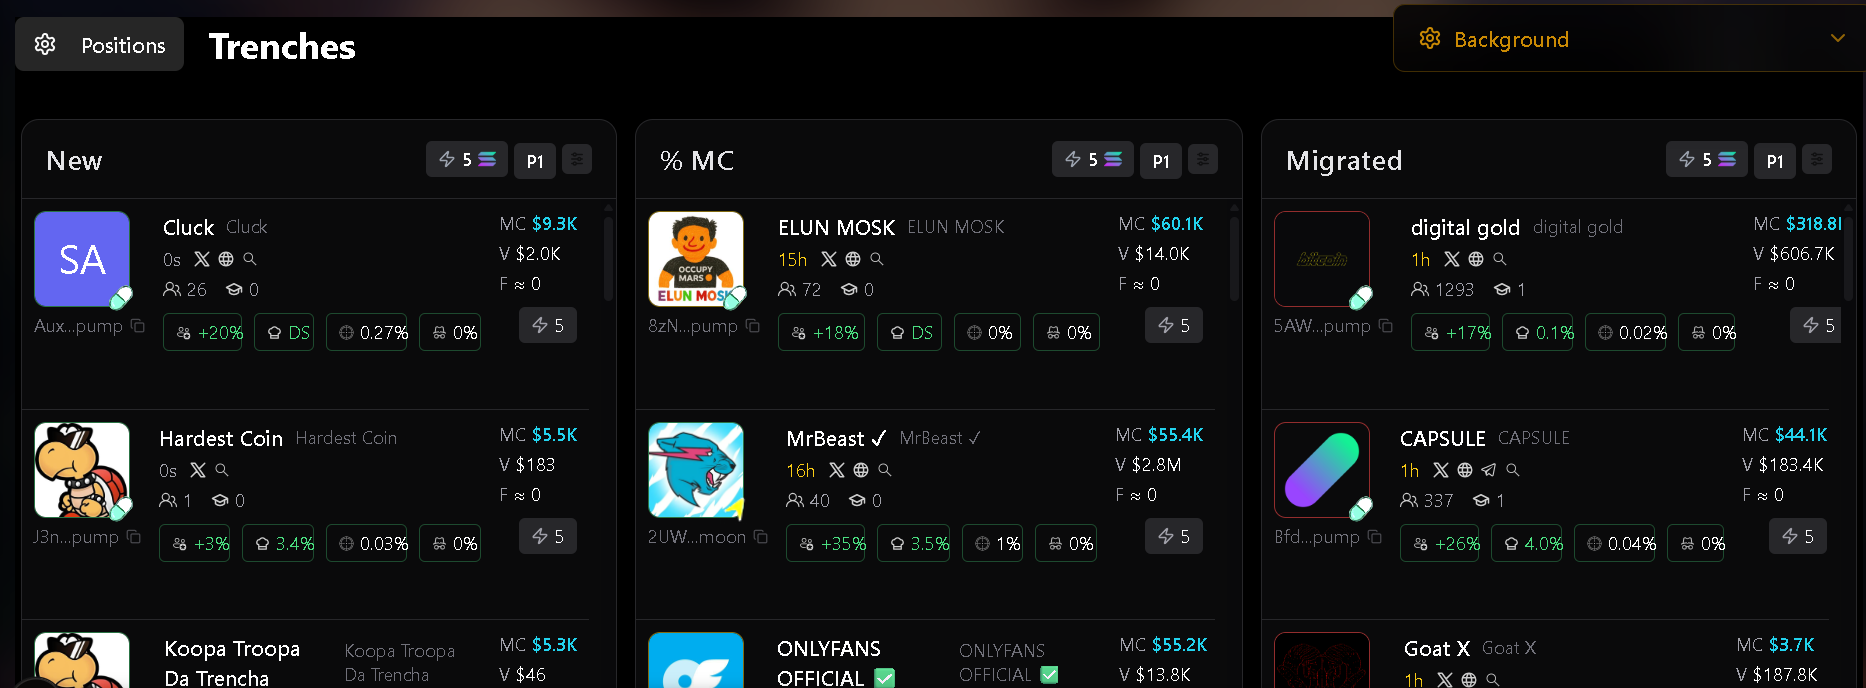 Positions
Trenches
Background
New
5
P1
SA
Cluck Cluck
0s
26 0
Aux...pump
+20% DS 0.27% 0%
MC $9.3K
V $2.0K
F ≈ 0
5
Hardest Coin Hardest Coin
0s
1 0
J3n...pump
+3% 3.4% 0.03% 0%
MC $5.5K
V $183
F ≈ 0
5
Koopa Troopa
Da Trencha
Koopa Troopa
Da Trencha
MC $5.3K
V $46
% MC
5
P1
OCCUPY
MARS
ELUN MOSK
ELUN MOSK ELUN MOSK
15h
72 0
8zN...pump
+18% DS 0% 0%
MC $60.1K
V $14.0K
F ≈ 0
5
MrBeast ✓ MrBeast ✓
16h
40 0
2UW...moon
+35% 3.5% 1% 0%
MC $55.4K
V $2.8M
F ≈ 0
5
ONLYFANS
OFFICIAL ✅
ONLYFANS
OFFICIAL ✅
MC $55.2K
V $13.8K
Migrated
5
P1
bitcoin
digital gold digital gold
1h
1293 1
5AW...pump
+17% 0.1% 0.02% 0%
MC $318.8
V $606.7K
F ≈ 0
5
CAPSULE CAPSULE
1h
337 1
Bfd...pump
+26% 4.0% 0.04% 0%
MC $44.1K
V $183.4K
F ≈ 0
5
Goat X Goat X
1h
MC $3.7K
V $187.8K